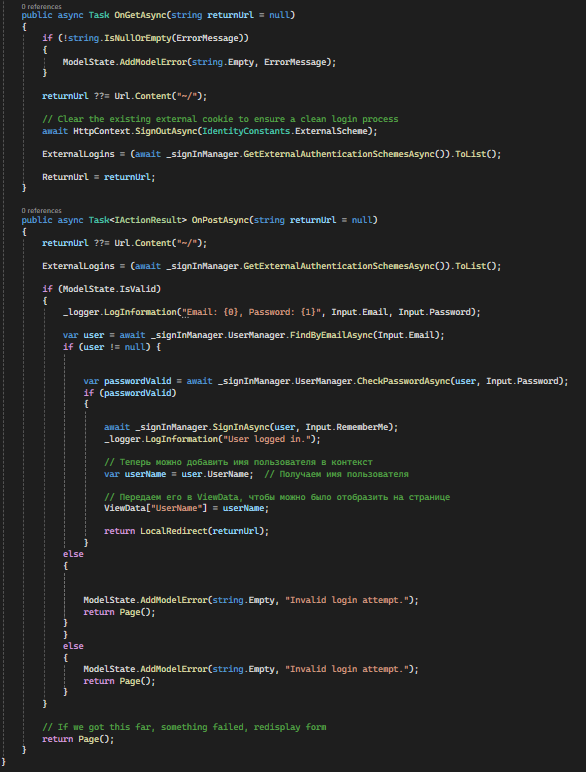 0 references
public async Task OnGetAsync(string returnUrl = null)
{
if (!string.IsNullOrEmpty(ErrorMessage))
{
ModelState.AddModelError(string.Empty, ErrorMessage);
}
returnUrl ??= Url.Content("~/");
// Clear the existing external cookie to ensure a clean login process
await HttpContext.SignOutAsync(IdentityConstants.ExternalScheme);
ExternalLogins = (await _signInManager.GetExternalAuthenticationSchemesAsync()).ToList();
ReturnUrl = returnUrl;
}
0 references
public async Task<IActionResult> OnPostAsync(string returnUrl = null)
{
returnUrl ??= Url.Content("~/");
ExternalLogins = (await _signInManager.GetExternalAuthenticationSchemesAsync()).ToList();
if (ModelState.IsValid)
{
_logger.LogInformation("Email: {0}, Password: {1}", Input.Email, Input.Password);
var user = await _signInManager.UserManager.FindByEmailAsync(Input.Email);
if (user != null) {
var passwordValid = await _signInManager.UserManager.CheckPasswordAsync(user, Input.Password);
if (passwordValid)
{
await _signInManager.SignInAsync(user, Input.RememberMe);
_logger.LogInformation("User logged in.");
// Теперь можно добавить имя пользователя в контекст
var userName = user.UserName; // Получаем имя пользователя
// Передаем его в ViewData, чтобы можно было отобразить на странице
ViewData["UserName"] = userName;
return LocalRedirect(returnUrl);
}
else
{
ModelState.AddModelError(string.Empty, "Invalid login attempt.");
return Page();
}
}
else
{
ModelState.AddModelError(string.Empty, "Invalid login attempt.");
return Page();
}
}
// If we got this far, something failed, redisplay form
return Page();
}
}